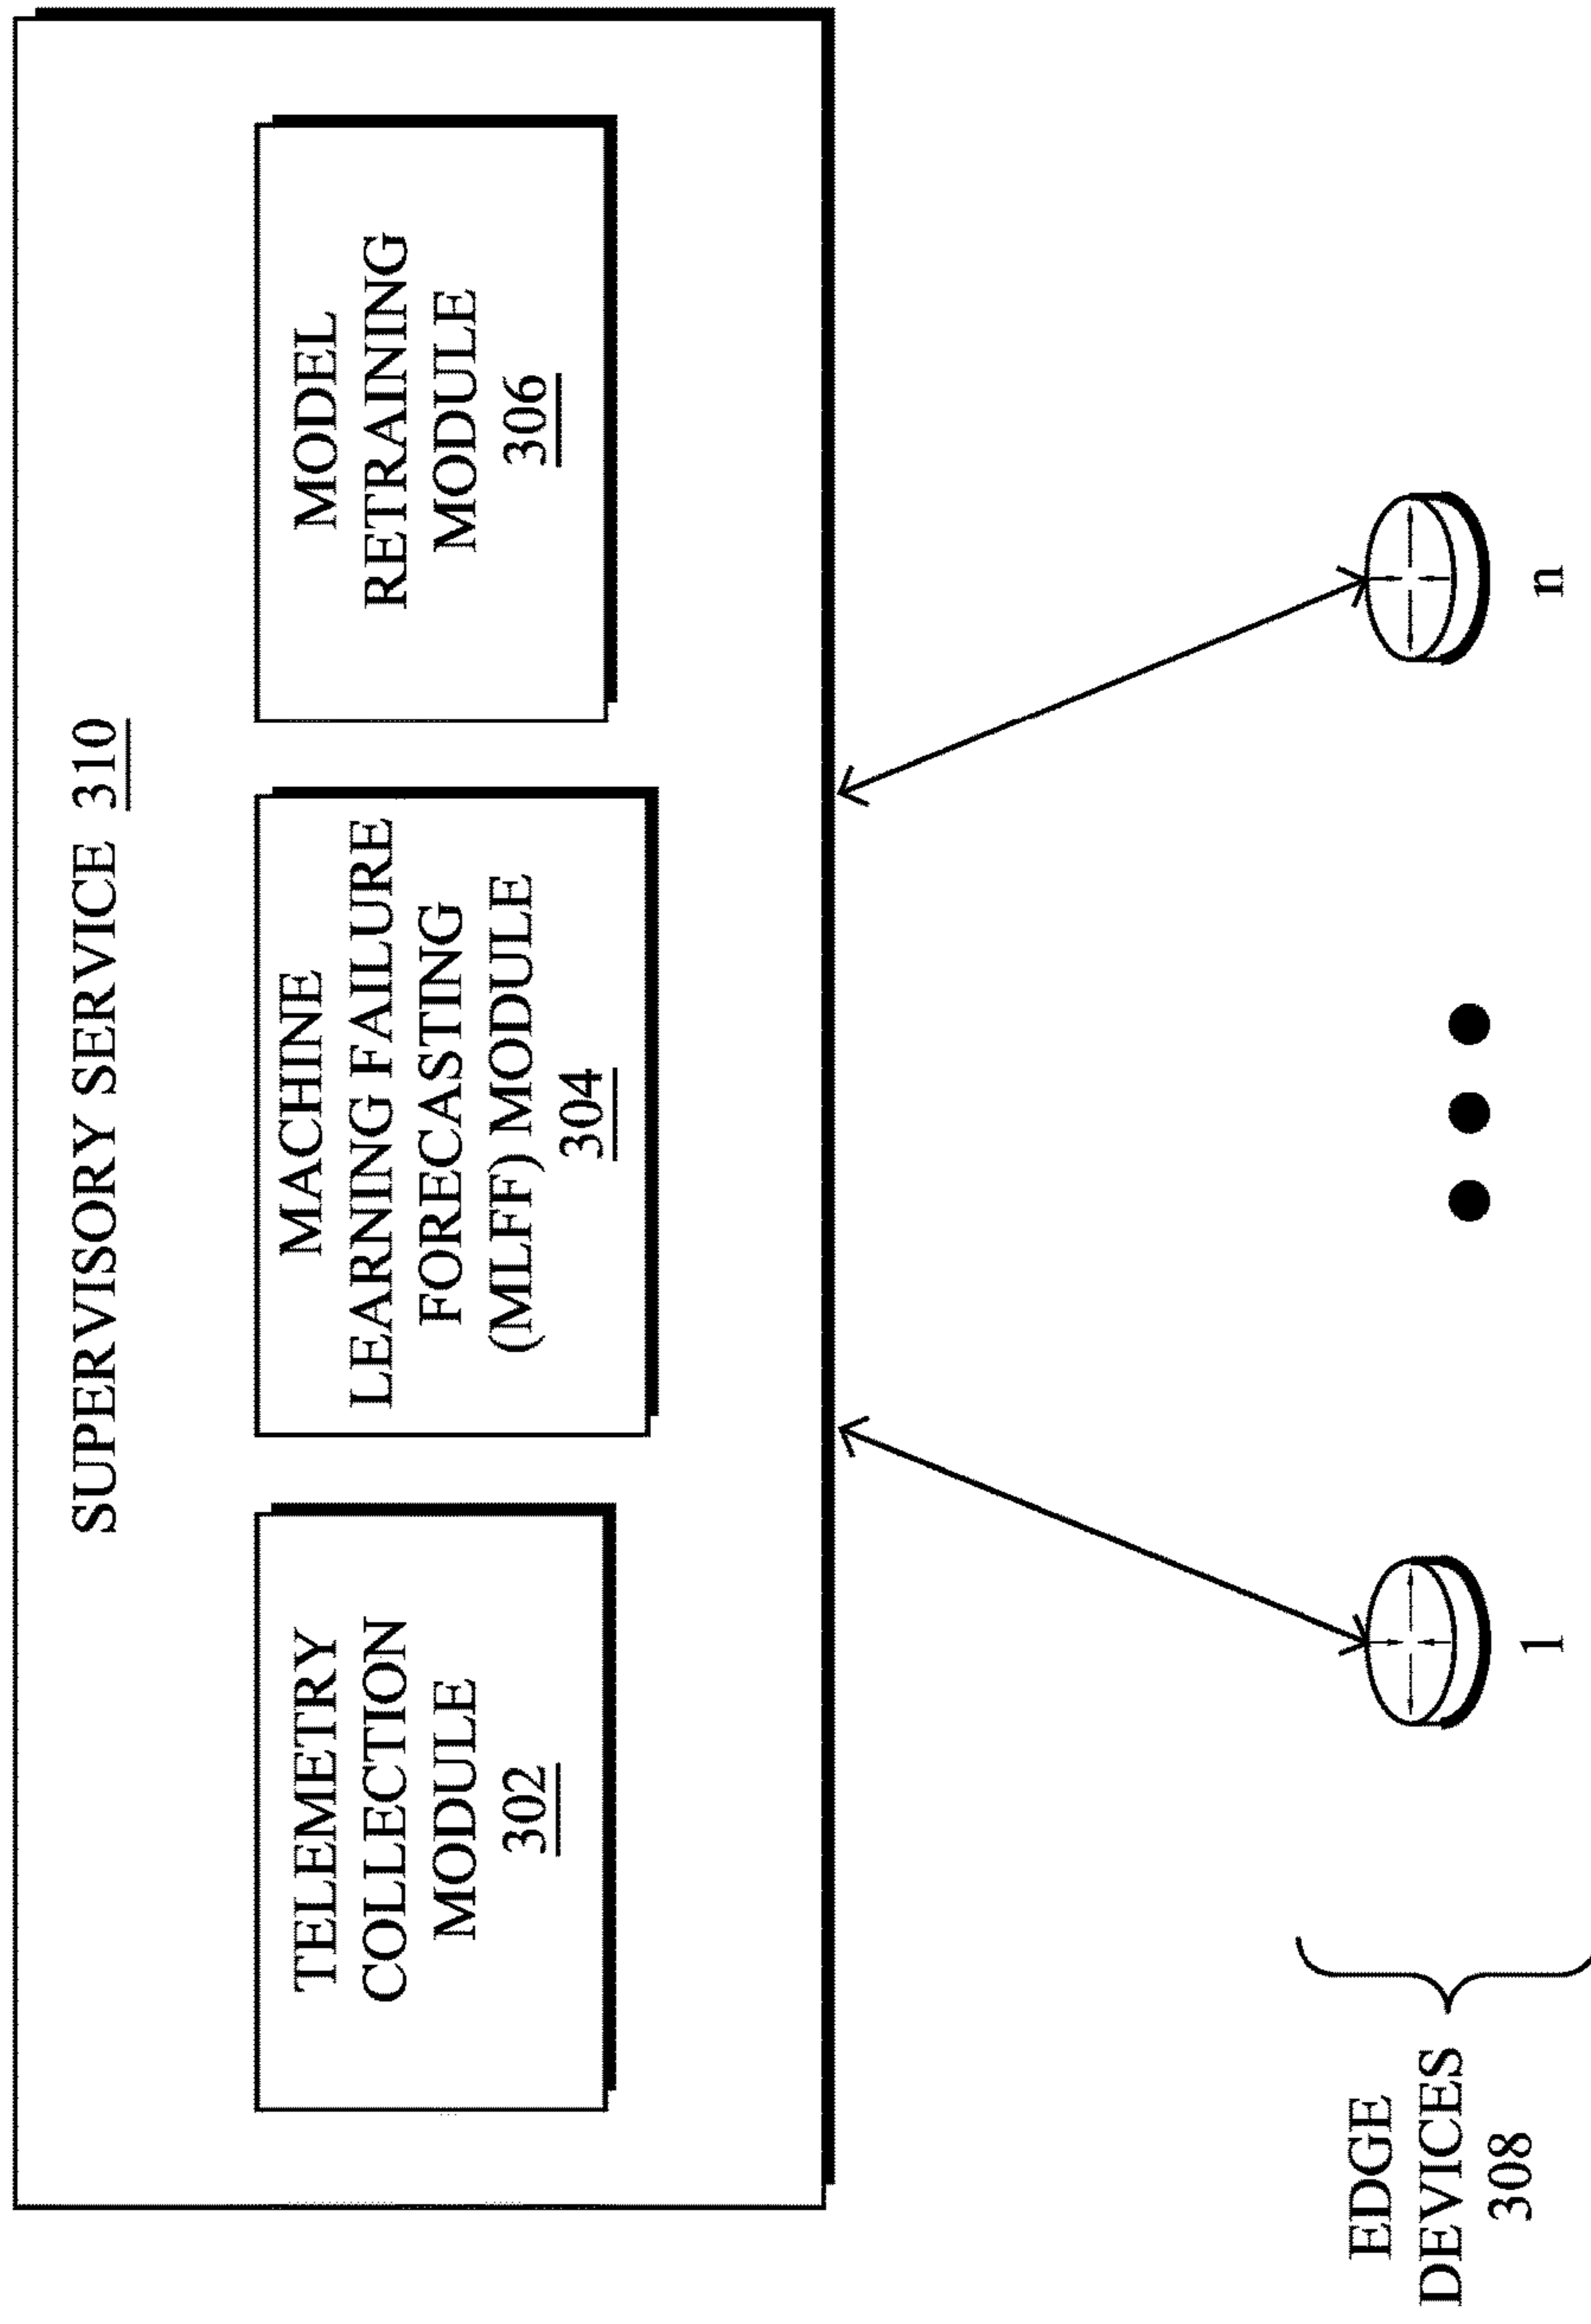 SUPERVISORY SERVICE 310
TELEMETRY
COLLECTION
MODULE
302
MACHINE
LEARNING FAILURE
FORECASTING
(MLFF) MODULE
304
MODEL
RETRAINING
MODULE
306
EDGE
DEVICES
308
1
n